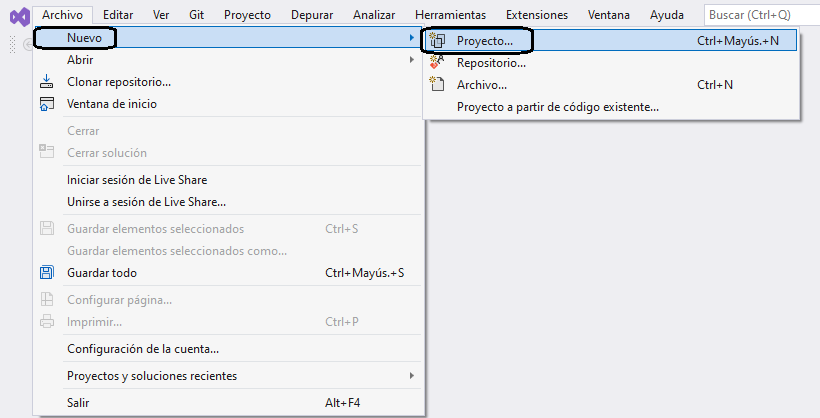 Archivo Editar Ver Git Proyecto Depurar Analizar Herramientas Extensiones Ventana Ayuda Buscar (Ctrl+Q)
Nuevo
Abrir
Clonar repositorio...
Ventana de inicio
Cerrar
Cerrar solución
Iniciar sesión de Live Share
Unirse a sesión de Live Share...
Guardar elementos seleccionados Ctrl+S
Guardar elementos seleccionados como...
Guardar todo Ctrl+Mayús.+S
Configurar página...
Imprimir... Ctrl+P
Configuración de la cuenta...
Proyectos y soluciones recientes
Salir Alt+F4
Proyecto... Ctrl+Mayús.+N
Repositorio...
Archivo... Ctrl+N
Proyecto a partir de código existente...